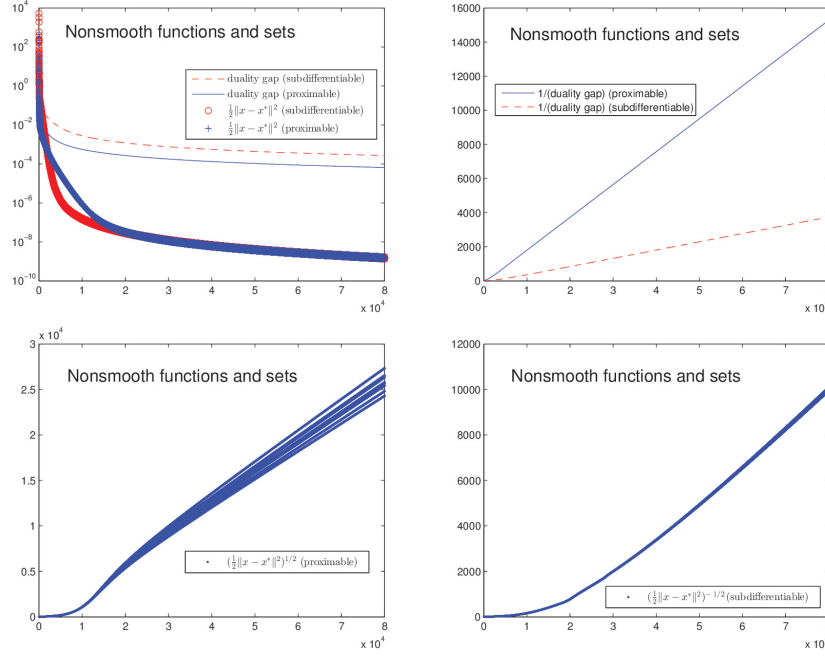 Nonsmooth functions and sets
10^4
10^2
10^0
10^{-2}
10^{-4}
10^{-6}
10^{-8}
10^{-10}
duality gap (subdifferentiable)
duality gap (proximable)
½‖x − x*‖² (subdifferentiable)
½‖x − x*‖² (proximable)
0 1 2 3 4 5 6 7 8
x 10^4
Nonsmooth functions and sets
16000
14000
12000
10000
8000
6000
4000
2000
0
1/(duality gap) (proximable)
1/(duality gap) (subdifferentiable)
0 1 2 3 4 5 6 7
x 10
x 10^4
Nonsmooth functions and sets
3
2.5
2
1.5
1
0.5
0
(½‖x − x*‖²)^{1/2} (proximable)
0 1 2 3 4 5 6 7 8
x 10^4
Nonsmooth functions and sets
12000
10000
8000
6000
4000
2000
0
(½‖x − x*‖²)^{− 1/2} (subdifferentiable)
0 1 2 3 4 5 6 7
x 10